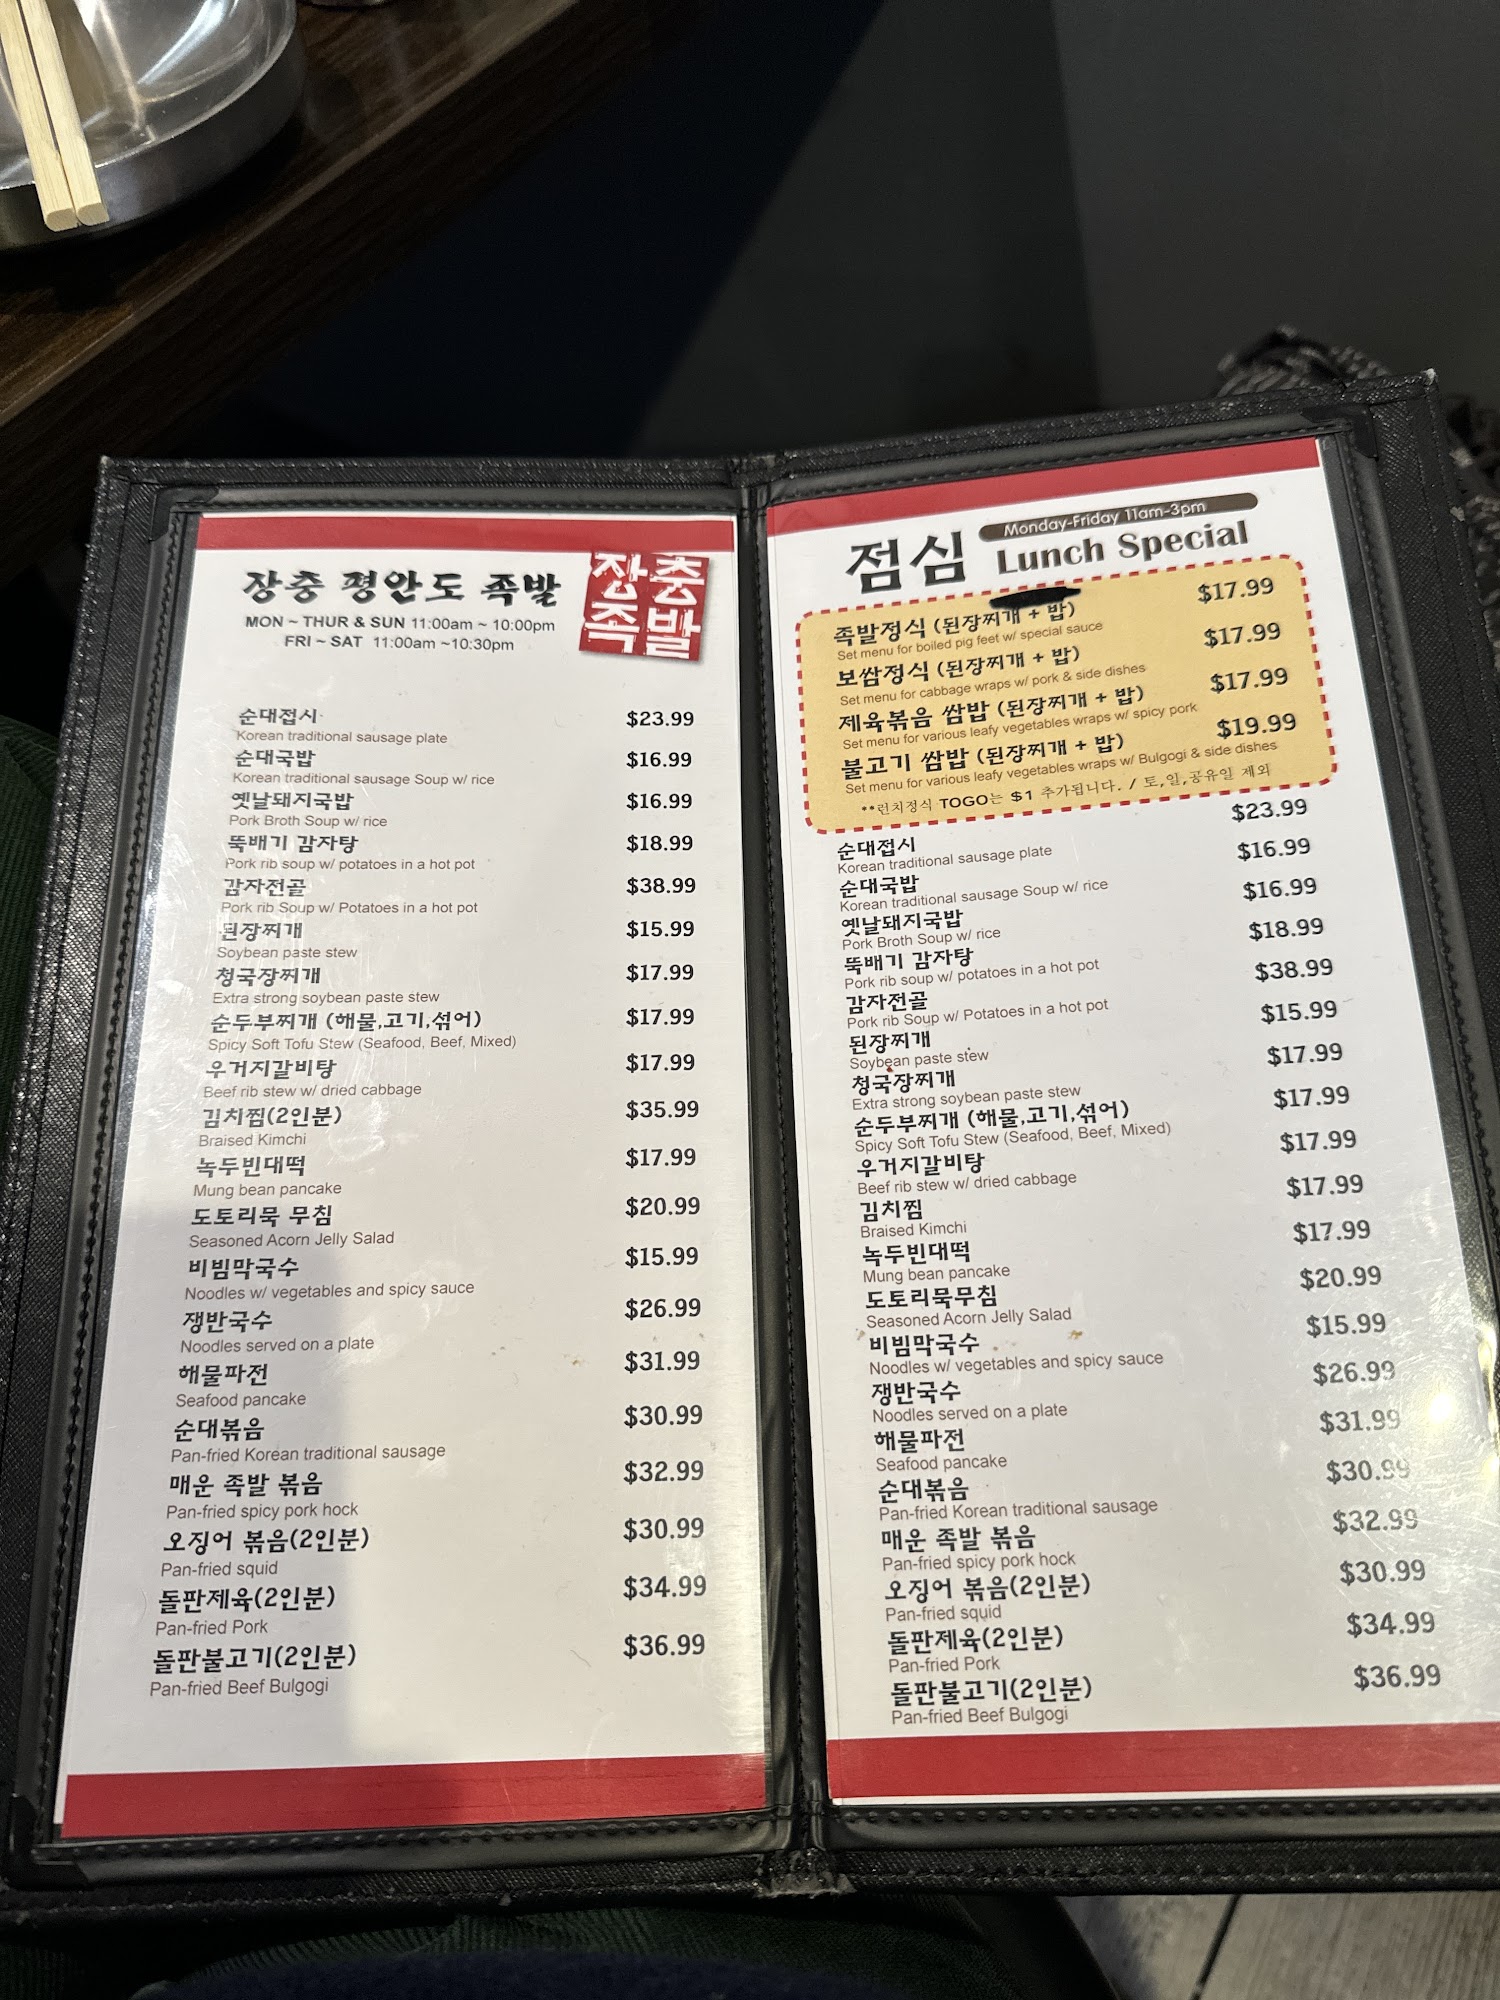 장충 평안도 족발
장충
족발
MON ~ THUR & SUN 11:00am ~ 10:00pm
FRI ~ SAT 11:00am ~10:30pm
순대접시 $23.99
Korean traditional sausage plate
순대국밥 $16.99
Korean traditional sausage Soup w/ rice
옛날돼지국밥 $16.99
Pork Broth Soup w/ rice
뚝배기 감자탕 $18.99
Pork rib soup w/ potatoes in a hot pot
감자전골 $38.99
Pork rib Soup w/ Potatoes in a hot pot
된장찌개 $15.99
Soybean paste stew
청국장찌개 $17.99
Extra strong soybean paste stew
순두부찌개 (해물,고기,섞어) $17.99
Spicy Soft Tofu Stew (Seafood, Beef, Mixed)
우거지갈비탕 $17.99
Beef rib stew w/ dried cabbage
김치찜(2인분) $35.99
Braised Kimchi
녹두빈대떡 $17.99
Mung bean pancake
도토리묵 무침 $20.99
Seasoned Acorn Jelly Salad
비빔막국수 $15.99
Noodles w/ vegetables and spicy sauce
쟁반국수 $26.99
Noodles served on a plate
해물파전 $31.99
Seafood pancake
순대볶음 $30.99
Pan-fried Korean traditional sausage
매운 족발 볶음 $32.99
Pan-fried spicy pork hock
오징어 볶음(2인분) $30.99
Pan-fried squid
돌판제육(2인분) $34.99
Pan-fried Pork
돌판불고기(2인분) $36.99
Pan-fried Beef Bulgogi
점심
Monday-Friday 11am-3pm
Lunch Special
족발정식 (된장찌개 + 밥) $17.99
Set menu for boiled pig feet w/ special sauce
보쌈정식 (된장찌개 + 밥) $17.99
Set menu for cabbage wraps w/ pork & side dishes
제육볶음 쌈밥 (된장찌개 + 밥) $17.99
Set menu for various leafy vegetables wraps w/ spicy pork
불고기 쌈밥 (된장찌개 + 밥) $19.99
Set menu for various leafy vegetables wraps w/ Bulgogi & side dishes
**런치정식 TOGO는 $1 추가됩니다. / 토,일,공유일 제외
순대접시 $23.99
Korean traditional sausage plate
순대국밥 $16.99
Korean traditional sausage Soup w/ rice
옛날돼지국밥 $16.99
Pork Broth Soup w/ rice
뚝배기 감자탕 $18.99
Pork rib soup w/ potatoes in a hot pot
감자전골 $38.99
Pork rib Soup w/ Potatoes in a hot pot
된장찌개 $15.99
Soybean paste stew
청국장찌개 $17.99
Extra strong soybean paste stew
순두부찌개 (해물,고기,섞어) $17.99
Spicy Soft Tofu Stew (Seafood, Beef, Mixed)
우거지갈비탕 $17.99
Beef rib stew w/ dried cabbage
김치찜 $17.99
Braised Kimchi
녹두빈대떡 $17.99
Mung bean pancake
도토리묵무침 $20.99
Seasoned Acorn Jelly Salad
비빔막국수 $15.99
Noodles w/ vegetables and spicy sauce
쟁반국수 $26.99
Noodles served on a plate
해물파전 $31.99
Seafood pancake
순대볶음 $30.99
Pan-fried Korean traditional sausage
매운 족발 볶음 $32.99
Pan-fried spicy pork hock
오징어 볶음(2인분) $30.99
Pan-fried squid
돌판제육(2인분) $34.99
Pan-fried Pork
돌판불고기(2인분) $36.99
Pan-fried Beef Bulgogi